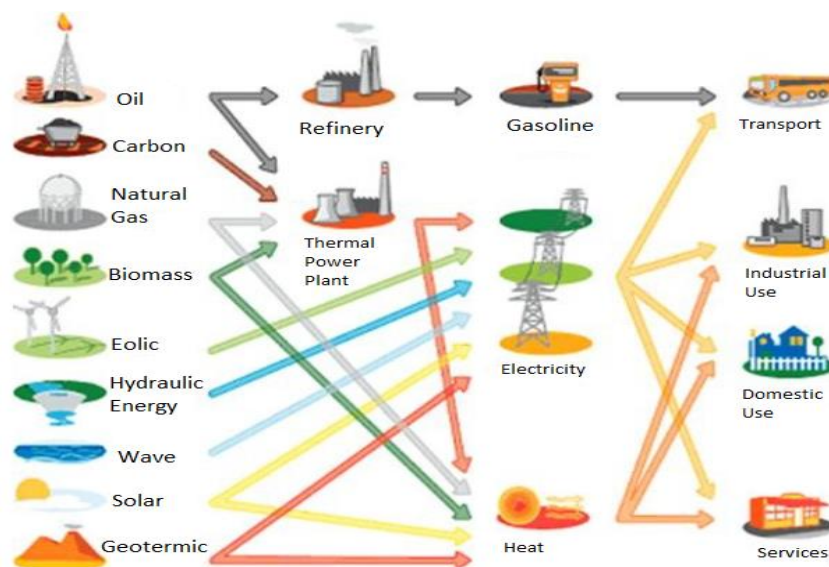 Oil
Refinery
Gasoline
Transport
Carbon
Natural
Gas
Thermal
Power
Plant
Industrial
Use
Biomass
Eolic
Electricity
Hydraulic
Energy
Domestic
Use
Wave
Solar
Geotermic
Heat
Services